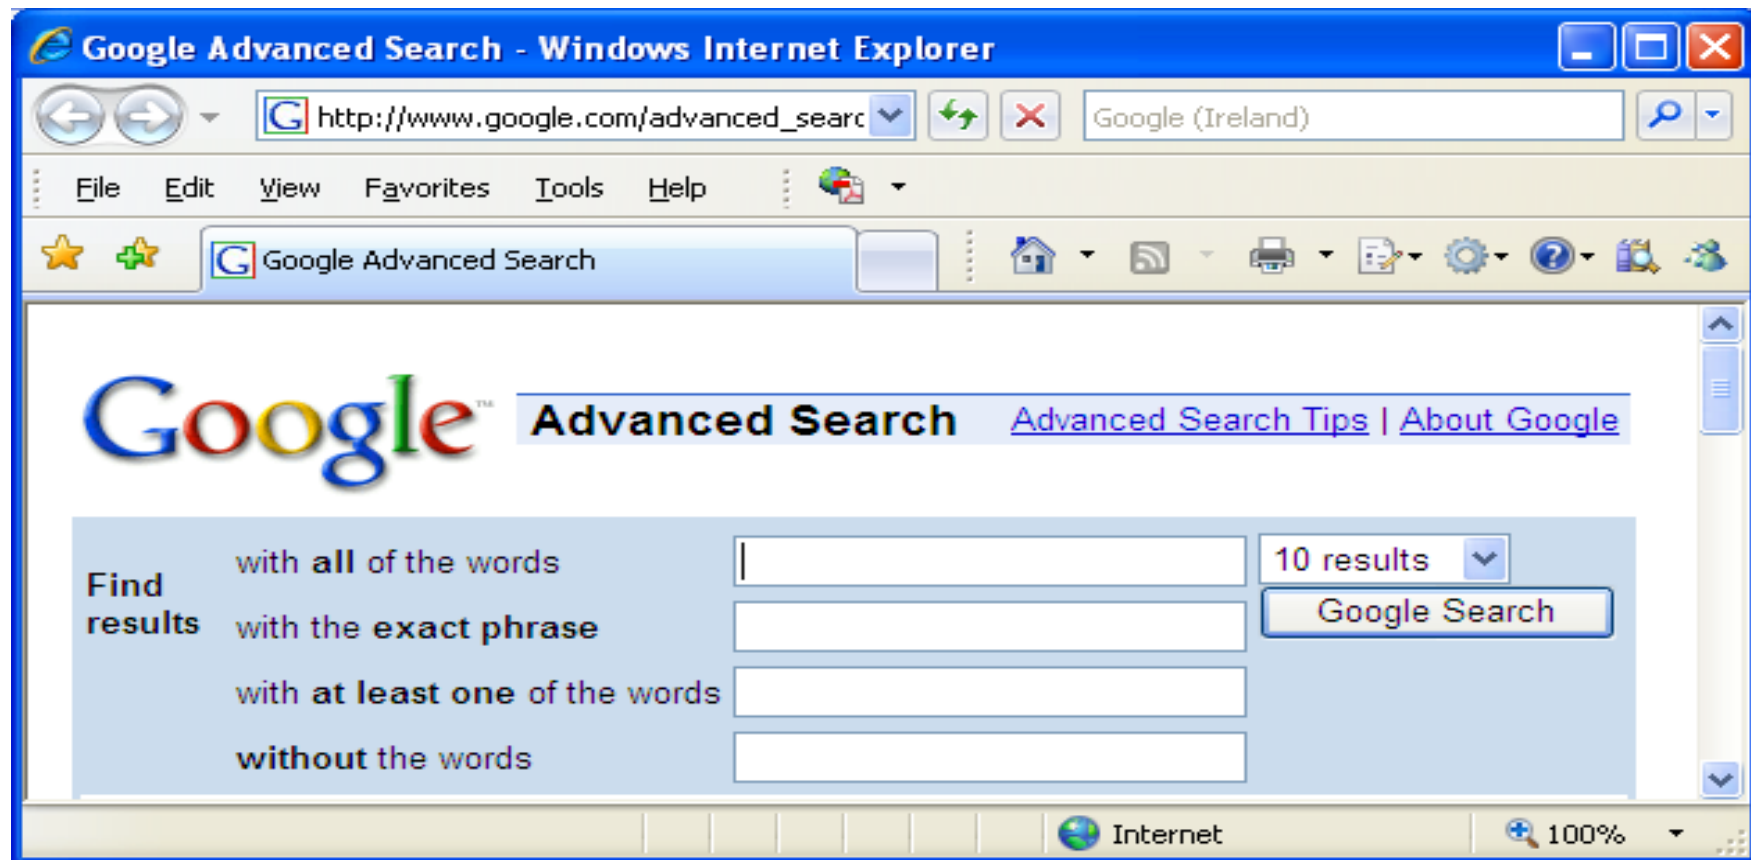 Google Advanced Search - Windows Internet Explorer
http://www.google.com/advanced_searc
Google (Ireland)
File Edit View Favorites Tools Help
Google Advanced Search
Google™ Advanced Search Advanced Search Tips | About Google
Find results
with all of the words
10 results
Google Search
with the exact phrase
with at least one of the words
without the words
Internet 100%